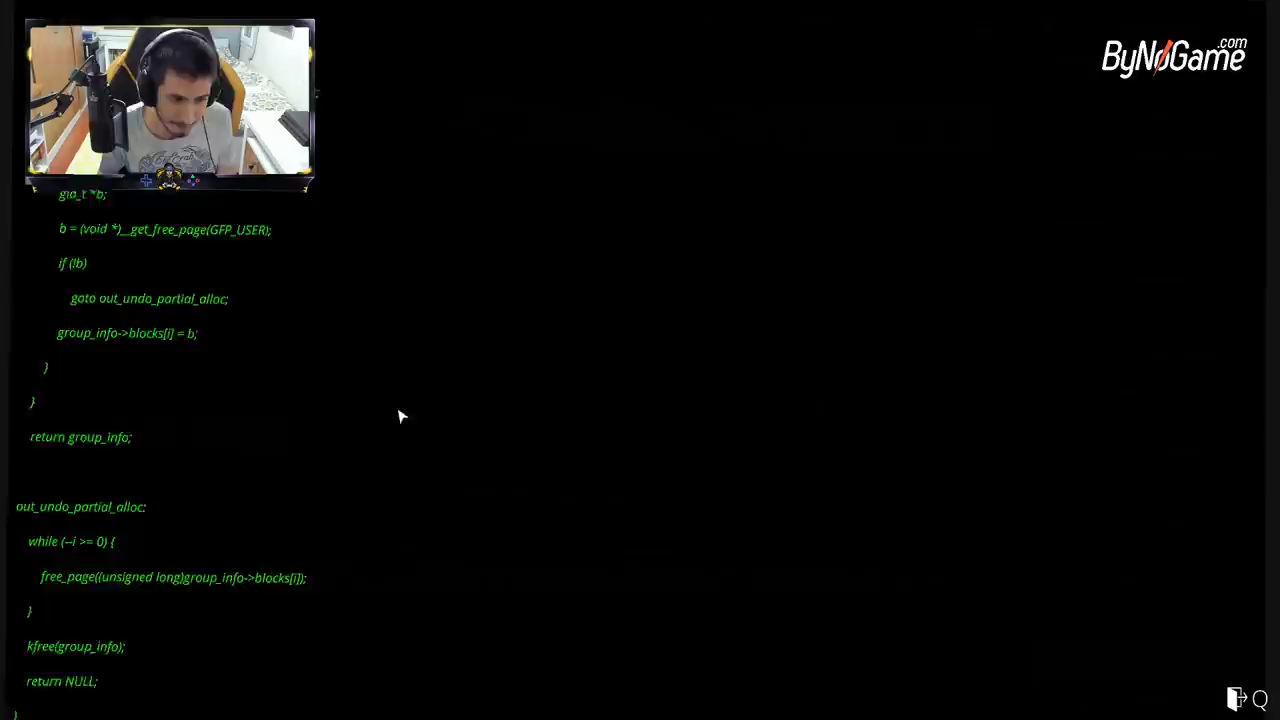 ByNoGame
.com
gid_t *b;
b = (void *)__get_free_page(GFP_USER);
if (!b)
goto out_undo_partial_alloc;
group_info->blocks[i] = b;
}
}
return group_info;
out_undo_partial_alloc:
while (--i >= 0) {
free_page((unsigned long)group_info->blocks[i]);
}
kfree(group_info);
return NULL;
}
Q